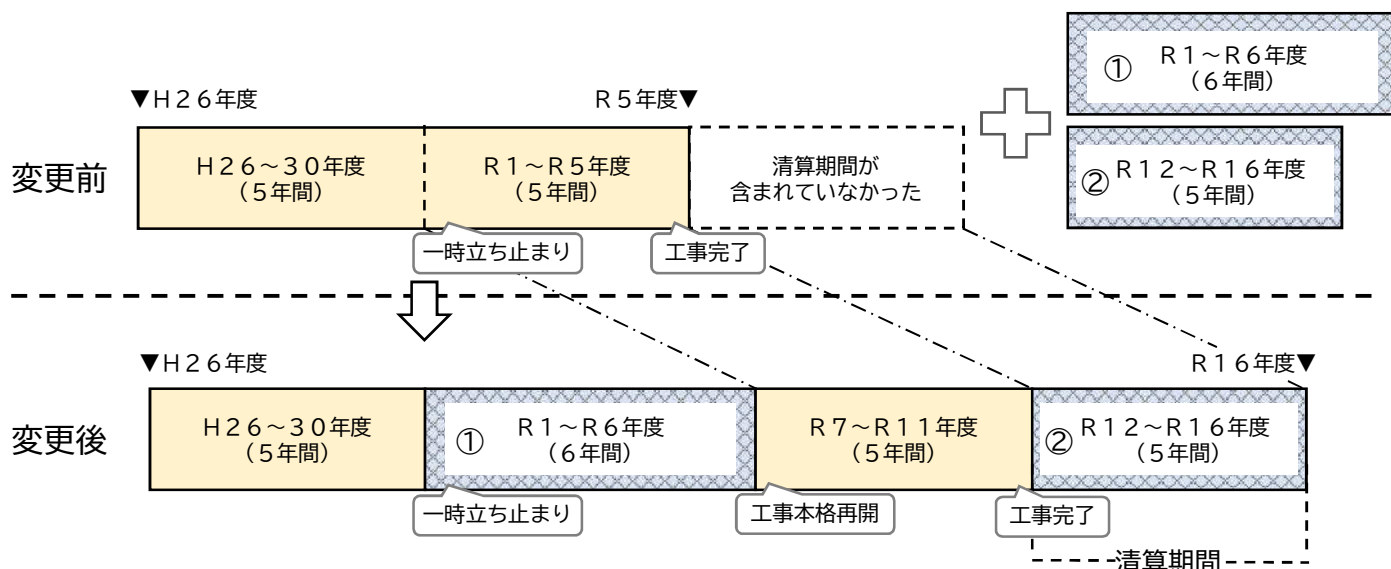 ① R1～R6年度
（6年間）
▼H26年度
R5年度▼
変更前
H26～30年度
（5年間）
R1～R5年度
（5年間）
清算期間が
含まれていなかった
② R12～R16年度
（5年間）
一時立ち止まり
工事完了
▼H26年度
R16年度▼
変更後
H26～30年度
（5年間）
① R1～R6年度
（6年間）
R7～R11年度
（5年間）
② R12～R16年度
（5年間）
一時立ち止まり
工事本格再開
工事完了
清算期間